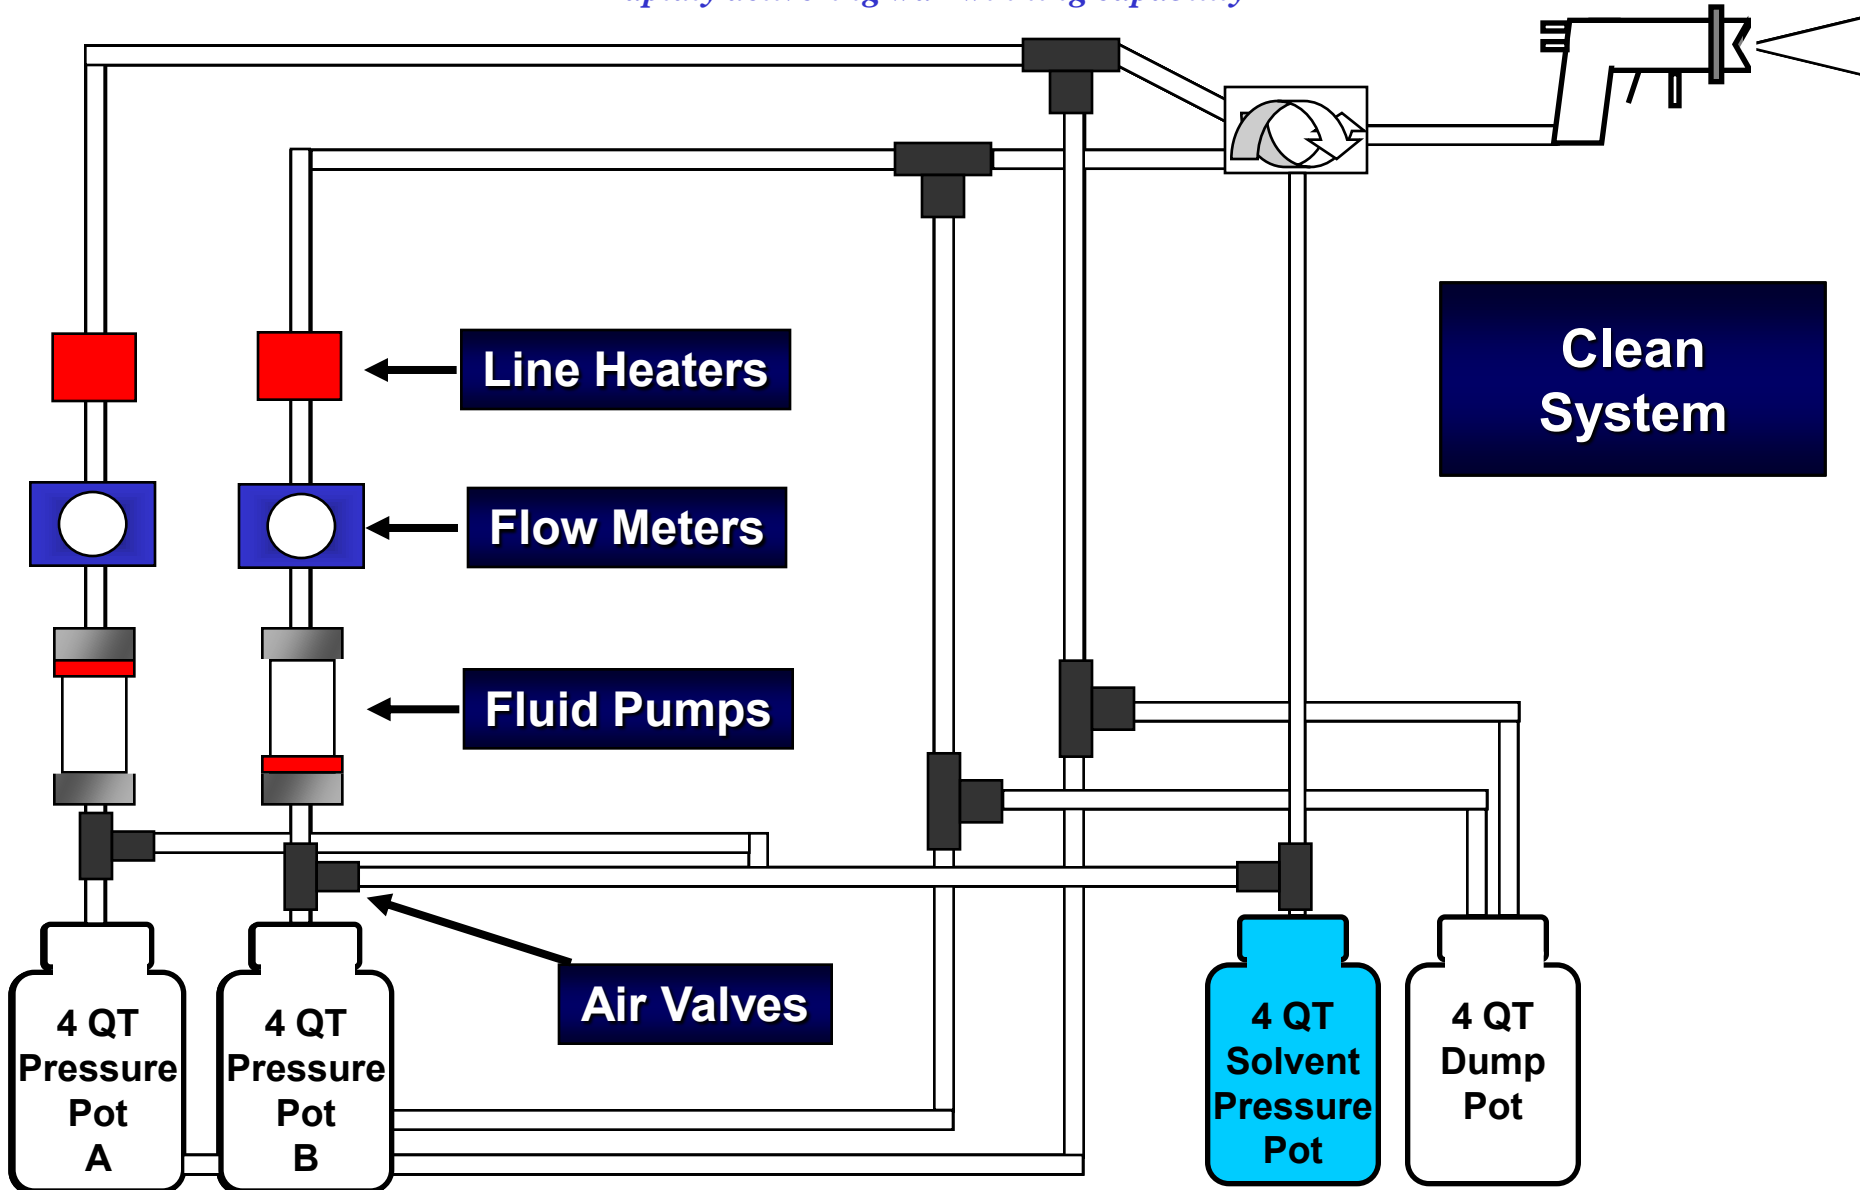 delivering
Clean
System
Line Heaters
Flow Meters
Fluid Pumps
Air Valves
4 QT
Pressure
Pot
A
4 QT
Pressure
Pot
B
4 QT
Solvent
Pressure
Pot
4 QT
Dump
Pot